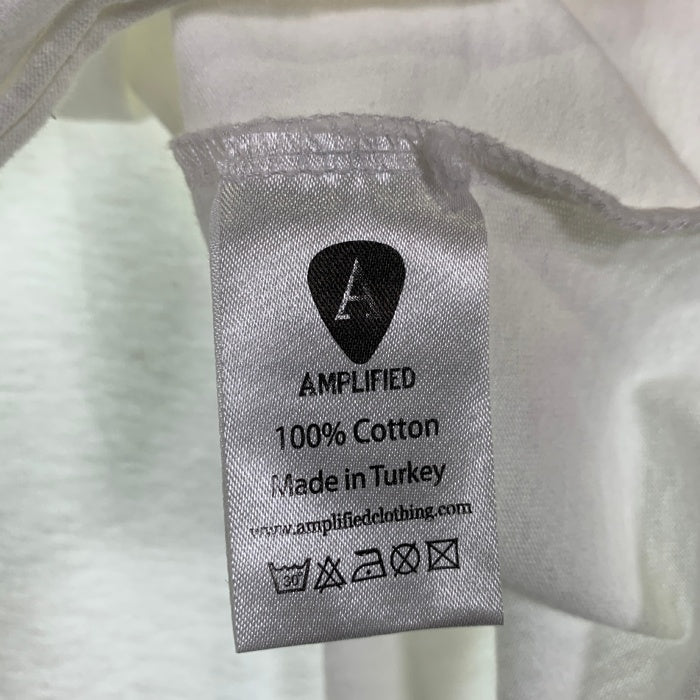 A
AMPLIFIED
100% Cotton
Made in Turkey
www.amplifiedclothing.com
30°